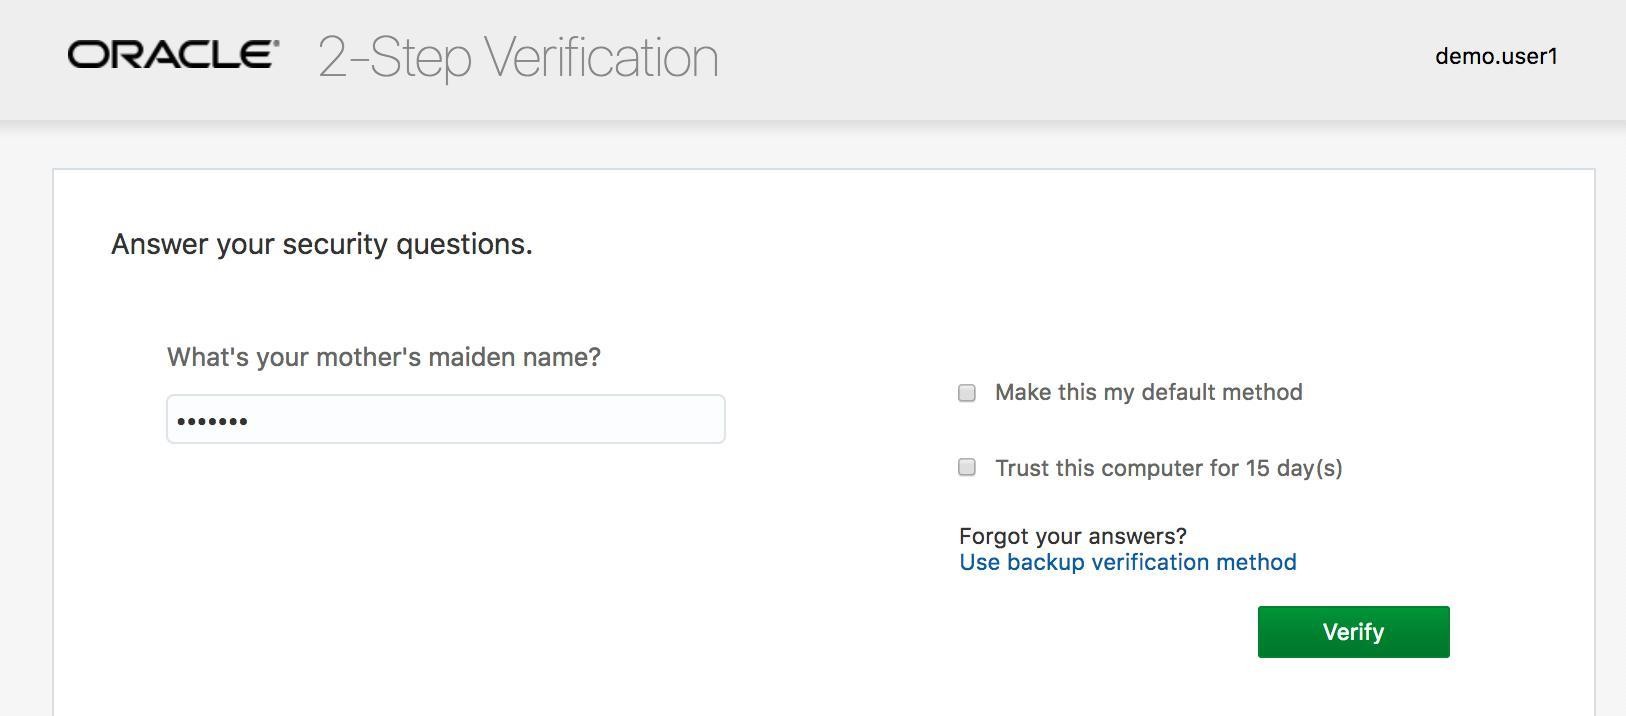 ORACLE® 2-Step Verification
demo.user1
Answer your security questions.
What's your mother's maiden name?
•••••••
Make this my default method
Trust this computer for 15 day(s)
Forgot your answers?
Use backup verification method
Verify